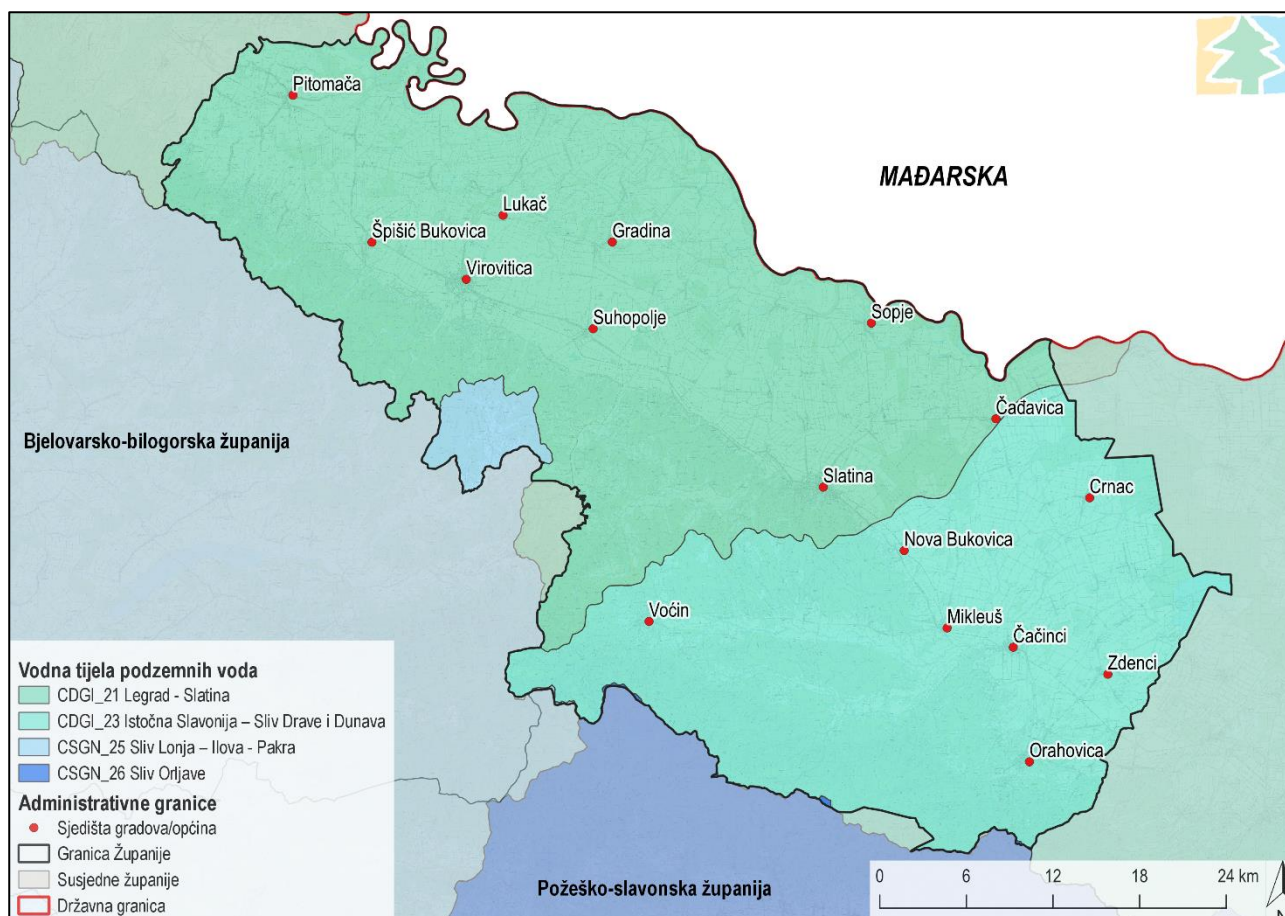 Pitomača
MAĐARSKA
Lukač
Špišić Bukovica
Gradina
Virovitica
Suhopolje
Sopje
Čađavica
Bjelovarsko-bilogorska županija
Slatina
Crnac
Nova Bukovica
Voćin
Mikleuš
Čačinci
Zdenci
Orahovica
Vodna tijela podzemnih voda
CDGI_21 Legrad - Slatina
CDGI_23 Istočna Slavonija – Sliv Drave i Dunava
CSGN_25 Sliv Lonja – Ilova - Pakra
CSGN_26 Sliv Orljave
Administrativne granice
Sjedišta gradova/općina
Granica Županije
Susjedne županije
Državna granica
Požeško-slavonska županija
0 6 12 18 24 km